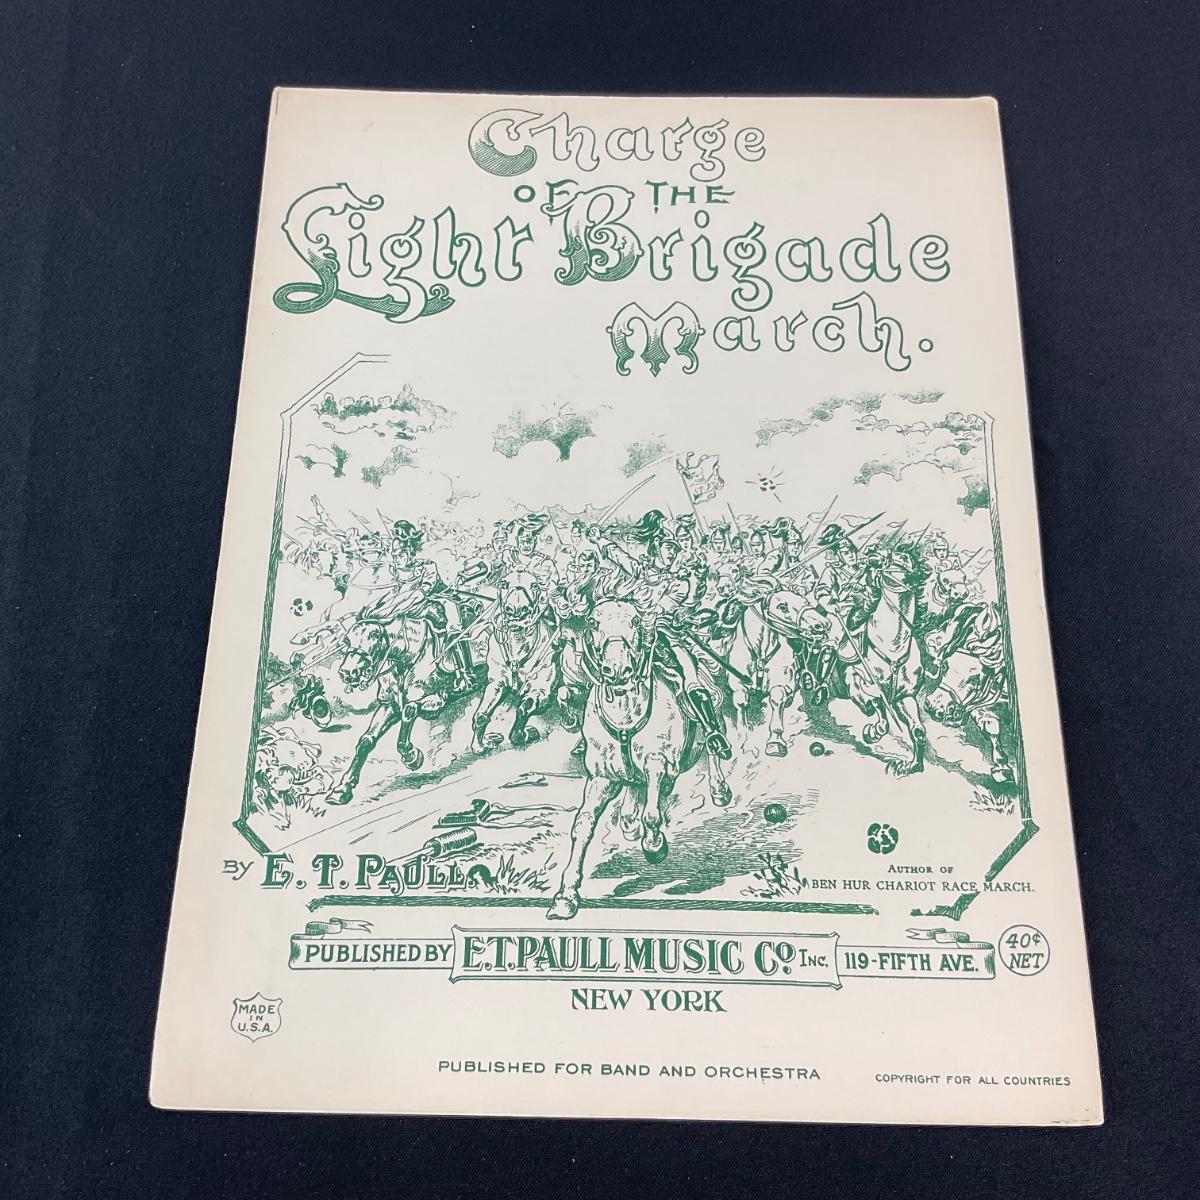 Charge
OF THE
Light Brigade
March.
BY E. T. PAULL
AUTHOR OF
BEN HUR CHARIOT RACE MARCH.
PUBLISHED BY E.T. PAULL MUSIC Co. INC. 119-FIFTH AVE.
40¢
NET
NEW YORK
MADE
IN
U.S.A.
PUBLISHED FOR BAND AND ORCHESTRA
COPYRIGHT FOR ALL COUNTRIES